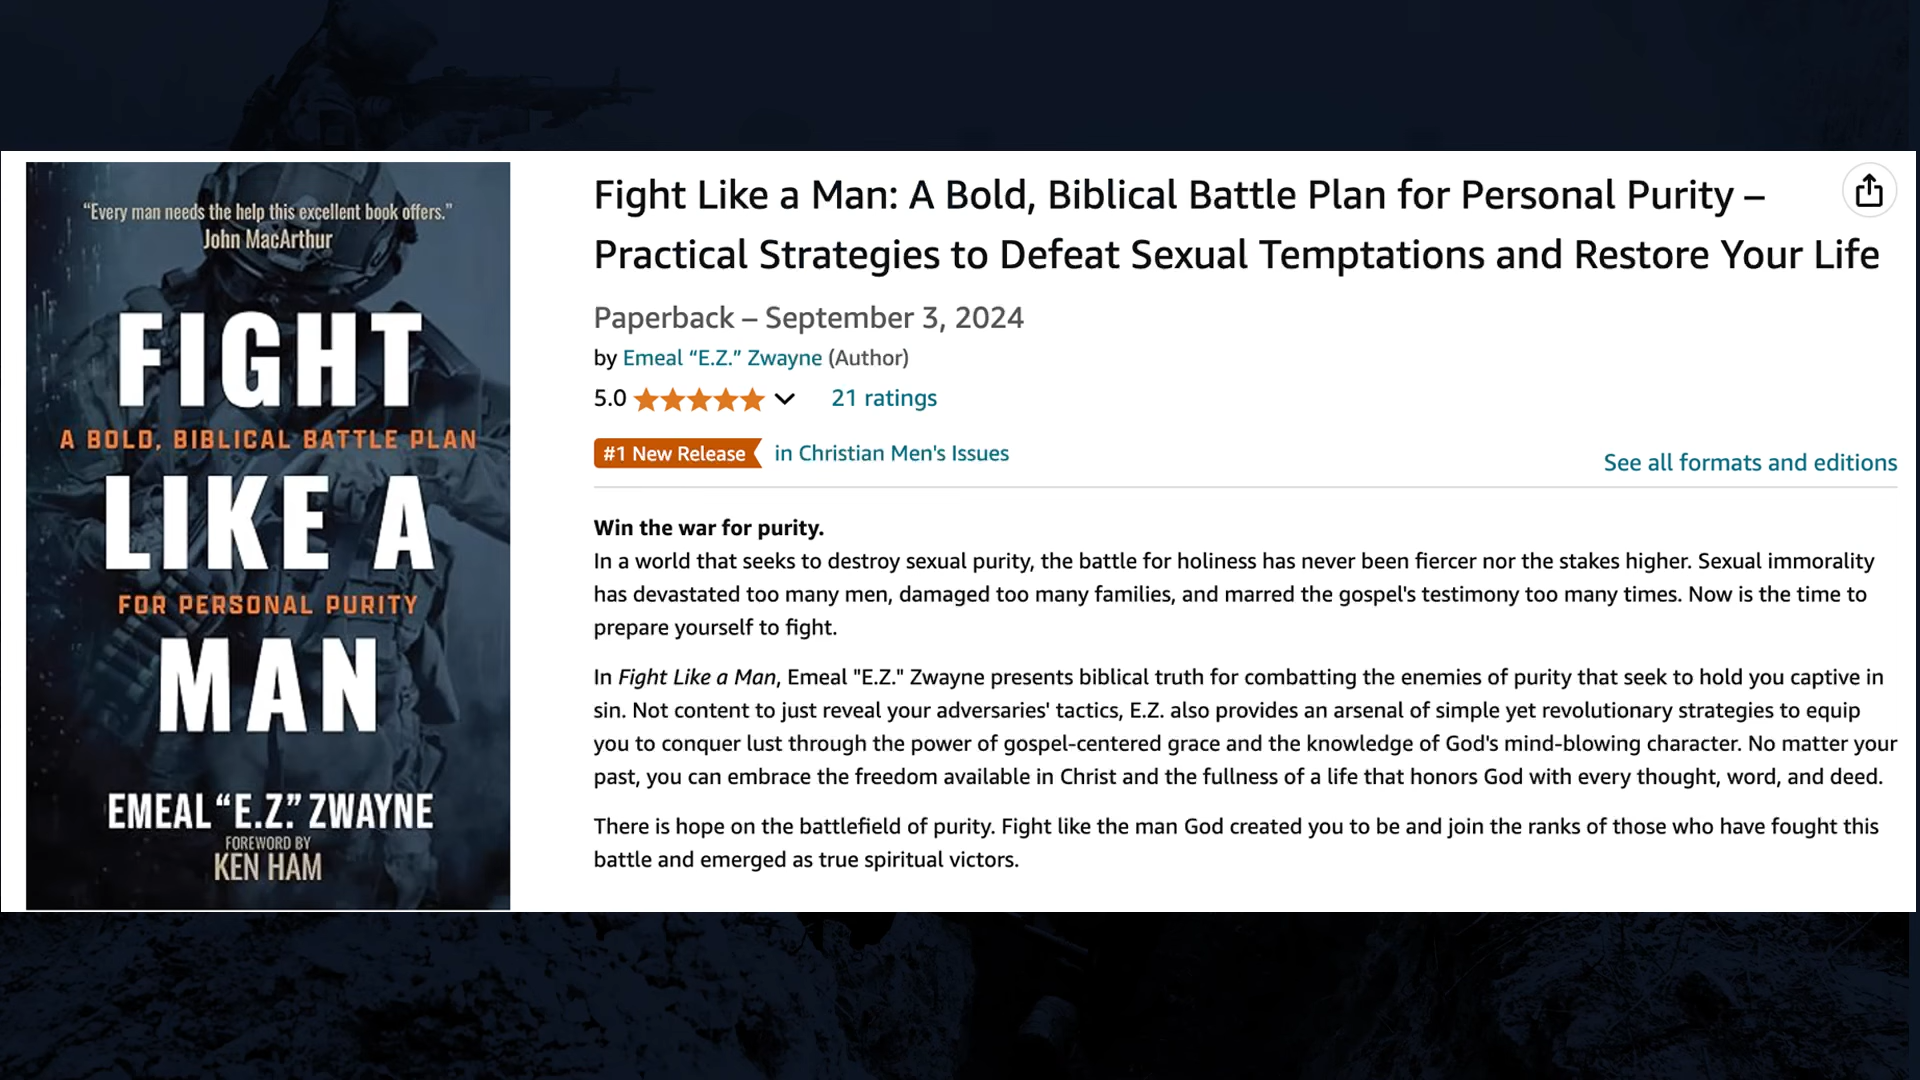 “Every man needs the help this excellent book offers.”
John MacArthur
FIGHT
A BOLD, BIBLICAL BATTLE PLAN
LIKE A
FOR PERSONAL PURITY
MAN
EMEAL “E.Z.” ZWAYNE
FOREWORD BY
KEN HAM
Fight Like a Man: A Bold, Biblical Battle Plan for Personal Purity –
Practical Strategies to Defeat Sexual Temptations and Restore Your Life
Paperback – September 3, 2024
by Emeal “E.Z.” Zwayne (Author)
5.0 21 ratings
#1 New Release in Christian Men's Issues
See all formats and editions
Win the war for purity.
In a world that seeks to destroy sexual purity, the battle for holiness has never been fiercer nor the stakes higher. Sexual immorality
has devastated too many men, damaged too many families, and marred the gospel's testimony too many times. Now is the time to
prepare yourself to fight.
In Fight Like a Man, Emeal "E.Z." Zwayne presents biblical truth for combatting the enemies of purity that seek to hold you captive in
sin. Not content to just reveal your adversaries' tactics, E.Z. also provides an arsenal of simple yet revolutionary strategies to equip
you to conquer lust through the power of gospel-centered grace and the knowledge of God's mind-blowing character. No matter your
past, you can embrace the freedom available in Christ and the fullness of a life that honors God with every thought, word, and deed.
There is hope on the battlefield of purity. Fight like the man God created you to be and join the ranks of those who have fought this
battle and emerged as true spiritual victors.